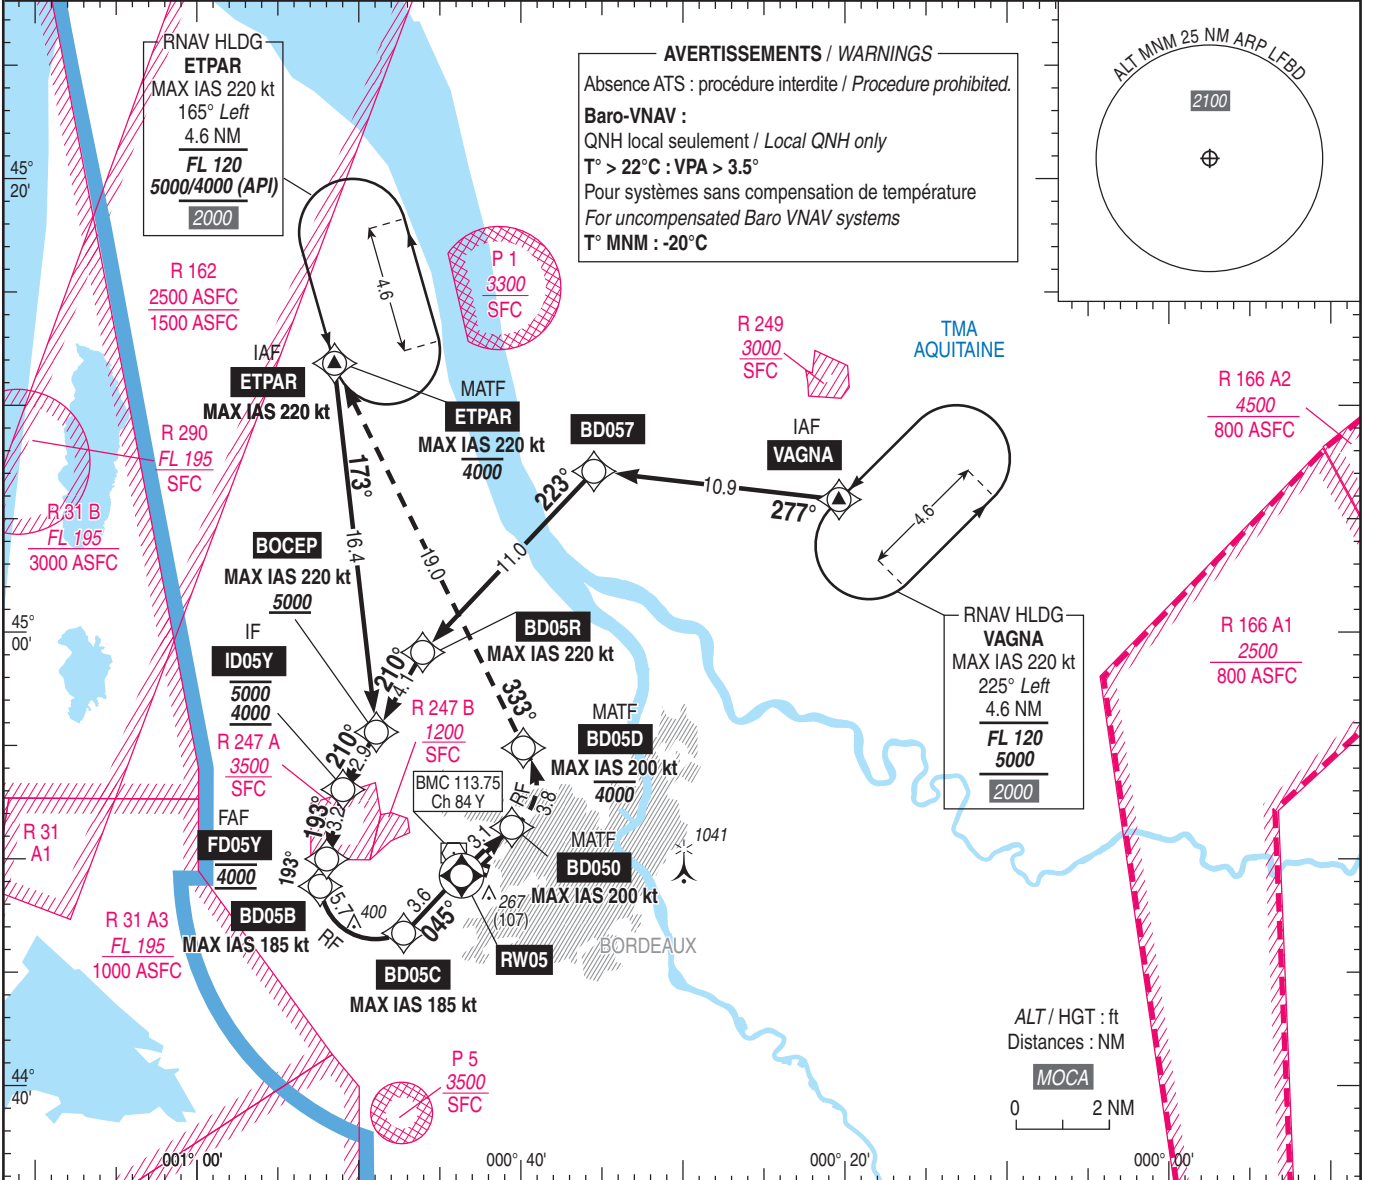 RNAV HLDG
ETPAR
MAX IAS 220 kt
165° Left
4.6 NM
FL 120
5000/4000 (API)
2000
AVERTISSEMENTS / WARNINGS
Absence ATS : procédure interdite / Procedure prohibited.
Baro-VNAV :
QNH local seulement / Local QNH only
T° > 22°C : VPA > 3.5°
Pour systèmes sans compensation de température
For uncompensated Baro VNAV systems
T° MNM : -20°C
ALT MNM 25 NM ARP LFBD
2100
45°
20'
R 162
2500 ASFC
1500 ASFC
4.6
P 1
3300
SFC
R 249
3000
SFC
TMA
AQUITAINE
IAF
ETPAR
MAX IAS 220 kt
MATF
ETPAR
MAX IAS 220 kt
4000
BD057
IAF
VAGNA
R 166 A2
4500
800 ASFC
R 290
FL 195
SFC
173°
223°
10.9
277°
4.6
R 31 B
FL 195
3000 ASFC
16.4
19.0
11.0
BOCEP
MAX IAS 220 kt
5000
45°
00'
IF
ID05Y
5000
4000
BD05R
MAX IAS 220 kt
RNAV HLDG
VAGNA
MAX IAS 220 kt
225° Left
4.6 NM
FL 120
5000
2000
R 166 A1
2500
800 ASFC
210°
4.1
333°
R 247 B
1200
SFC
MATF
BD05D
MAX IAS 200 kt
4000
210°
2.9
R 247 A
3500
SFC
BMC 113.75
Ch 84 Y
RF
3.8
193°
3.2
R 31
A1
FAF
FD05Y
4000
3.1
MATF
BD050
MAX IAS 200 kt
1041
193°
5.7
RF
400
3.6
045°
267
(107)
BD05B
MAX IAS 185 kt
R 31 A3
FL 195
1000 ASFC
BORDEAUX
RW05
BD05C
MAX IAS 185 kt
ALT / HGT : ft
Distances : NM
MOCA
0 2 NM
P 5
3500
SFC
44°
40'
001° 00'
000° 40'
000° 20'
000° 00'